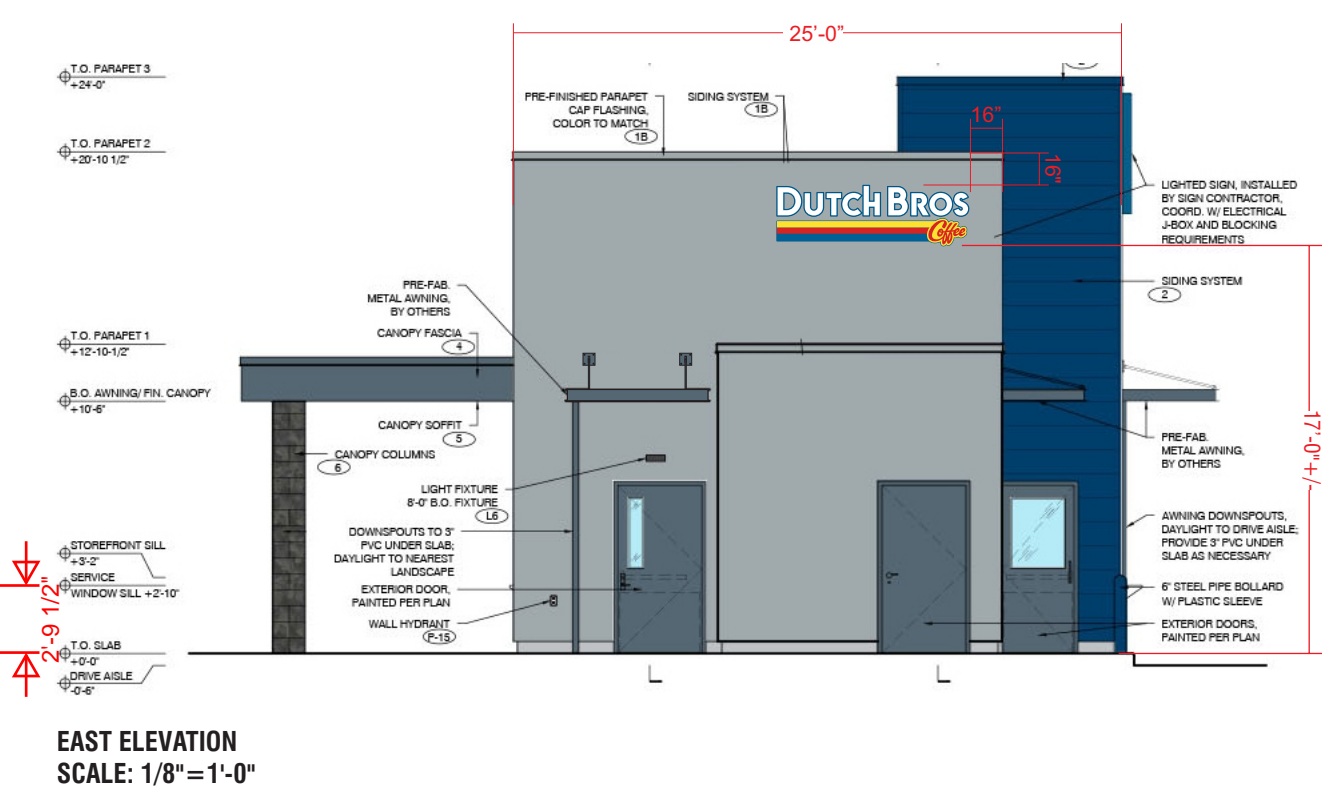 25'-0"
T.O. PARAPET 3
+24'-0"
T.O. PARAPET 2
+20'-10 1/2"
PRE-FINISHED PARAPET
CAP FLASHING,
COLOR TO MATCH
1B
SIDING SYSTEM
1B
16"
16"
DUTCH BROS
Coffee
LIGHTED SIGN, INSTALLED
BY SIGN CONTRACTOR,
COORD. W/ ELECTRICAL
J-BOX AND BLOCKING
REQUIREMENTS
SIDING SYSTEM
2
PRE-FAB.
METAL AWNING,
BY OTHERS
CANOPY FASCIA
4
T.O. PARAPET 1
+12'-10-1/2"
B.O. AWNING/ FIN. CANOPY
+10'-6"
CANOPY SOFFIT
5
CANOPY COLUMNS
6
17'-0"+/-
PRE-FAB.
METAL AWNING,
BY OTHERS
LIGHT FIXTURE
8'-0" B.O. FIXTURE
L6
DOWNSPOUTS TO 3"
PVC UNDER SLAB;
DAYLIGHT TO NEAREST
LANDSCAPE
EXTERIOR DOOR,
PAINTED PER PLAN
WALL HYDRANT
P-15
AWNING DOWNSPOUTS,
DAYLIGHT TO DRIVE AISLE;
PROVIDE 3" PVC UNDER
SLAB AS NECESSARY
6" STEEL PIPE BOLLARD
W/ PLASTIC SLEEVE
EXTERIOR DOORS,
PAINTED PER PLAN
STOREFRONT SILL
+3'-2"
SERVICE
WINDOW SILL +2'-10"
2'-9 1/2"
T.O. SLAB
+0'-0"
DRIVE AISLE
-0'-6"
EAST ELEVATION
SCALE: 1/8"=1'-0"